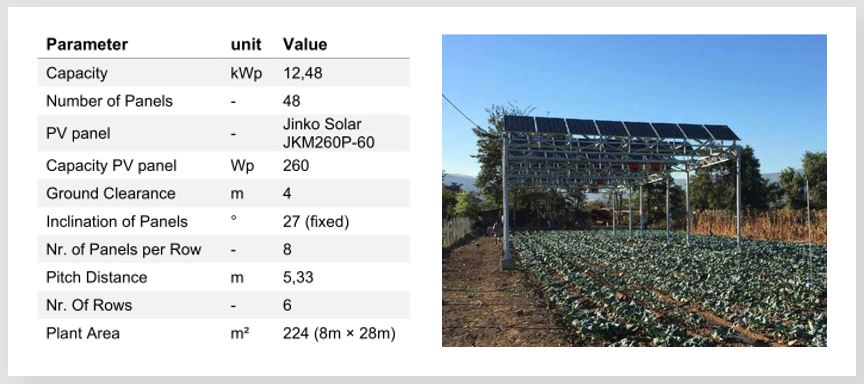 Parameter unit Value
Capacity kWp 12,48
Number of Panels - 48
PV panel - Jinko Solar
JKM260P-60
Capacity PV panel Wp 260
Ground Clearance m 4
Inclination of Panels ° 27 (fixed)
Nr. of Panels per Row - 8
Pitch Distance m 5,33
Nr. Of Rows - 6
Plant Area m² 224 (8m × 28m)